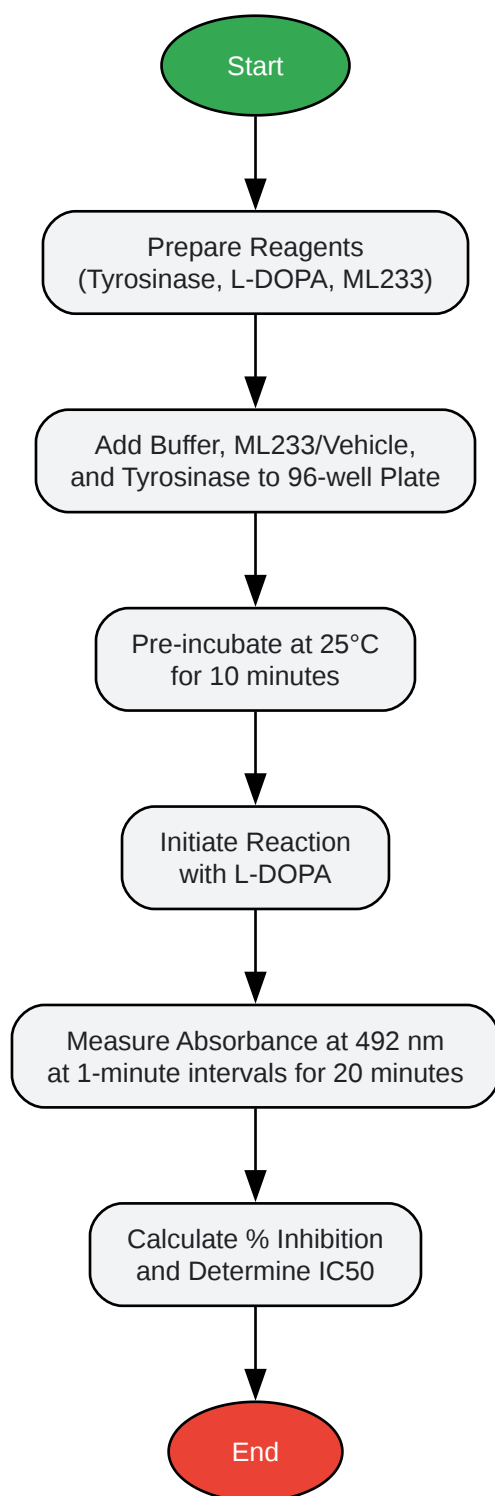 Start
Prepare Reagents
(Tyrosinase, L-DOPA, ML233)
Add Buffer, ML233/Vehicle,
and Tyrosinase to 96-well Plate
Pre-incubate at 25°C
for 10 minutes
Initiate Reaction
with L-DOPA
Measure Absorbance at 492 nm
at 1-minute intervals for 20 minutes
Calculate % Inhibition
and Determine IC50
End